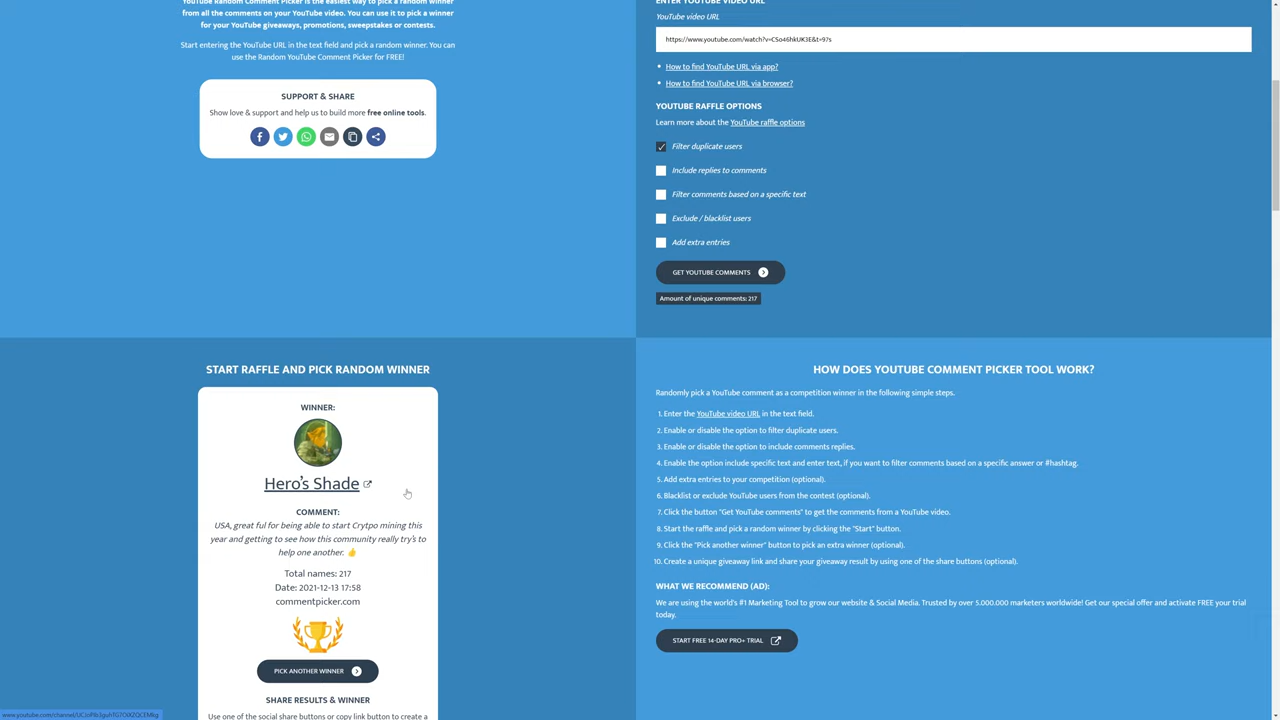 YouTube Random Comment Picker is the easiest way to pick a random winner
from all the comments on your YouTube video. You can use it to pick a winner
for your YouTube giveaways, promotions, sweepstakes or contests.
Start entering the YouTube URL in the text field and pick a random winner. You can
use the Random YouTube Comment Picker for FREE!
SUPPORT & SHARE
Show love & support and help us to build more free online tools.
ENTER YOUTUBE VIDEO URL
YouTube video URL
• How to find YouTube URL via app?
• How to find YouTube URL via browser?
YOUTUBE RAFFLE OPTIONS
Learn more about the YouTube raffle options
Filter duplicate users
Include replies to comments
Filter comments based on a specific text
Exclude / blacklist users
Add extra entries
GET YOUTUBE COMMENTS
Amount of unique comments: 217
START RAFFLE AND PICK RANDOM WINNER
WINNER:
Hero's Shade
COMMENT:
USA, great ful for being able to start Crytpo mining this
year and getting to see how this community really try's to
help one another. 👍
Total names: 217
Date: 2021-12-13 17:58
commentpicker.com
PICK ANOTHER WINNER
SHARE RESULTS & WINNER
Use one of the social share buttons or copy link button to create a
HOW DOES YOUTUBE COMMENT PICKER TOOL WORK?
Randomly pick a YouTube comment as a competition winner in the following simple steps.
1. Enter the YouTube video URL in the text field.
2. Enable or disable the option to filter duplicate users.
3. Enable or disable the option to include comments replies.
4. Enable the option include specific text and enter text, if you want to filter comments based on a specific answer or #hashtag.
5. Add extra entries to your competition (optional).
6. Blacklist or exclude YouTube users from the contest (optional).
7. Click the button "Get YouTube comments" to get the comments from a YouTube video.
8. Start the raffle and pick a random winner by clicking the "Start" button.
9. Click the "Pick another winner" button to pick an extra winner (optional).
10. Create a unique giveaway link and share your giveaway result by using one of the share buttons (optional).
WHAT WE RECOMMEND (AD):
We are using the world's #1 Marketing Tool to grow our website & Social Media. Trusted by over 5.000.000 marketers worldwide! Get our special offer and activate FREE your trial
today.
START FREE 14-DAY PRO+ TRIAL